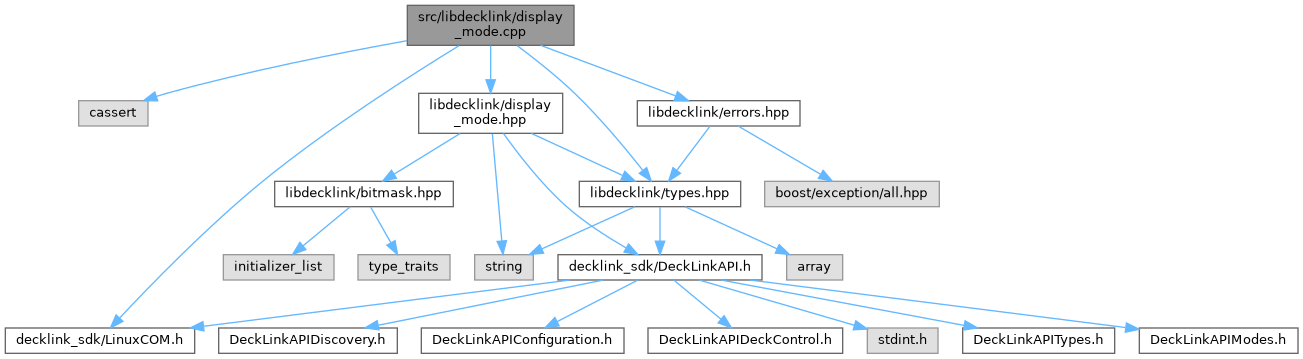 src/libdecklink/display
_mode.cpp
cassert
libdecklink/display
_mode.hpp
libdecklink/errors.hpp
libdecklink/bitmask.hpp
libdecklink/types.hpp
boost/exception/all.hpp
initializer_list
type_traits
string
decklink_sdk/DeckLinkAPI.h
array
decklink_sdk/LinuxCOM.h
DeckLinkAPIDiscovery.h
DeckLinkAPIConfiguration.h
DeckLinkAPIDeckControl.h
stdint.h
DeckLinkAPITypes.h
DeckLinkAPIModes.h